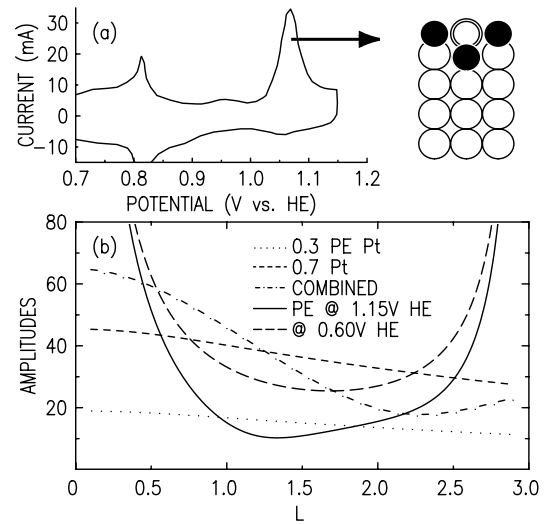 (a)
CURRENT (mA)
30
20
10
0
–10
0.7 0.8 0.9 1.0 1.1 1.2
POTENTIAL (V vs. HE)
(b)
AMPLITUDES
80
60
40
20
0.3 PE Pt
0.7 Pt
COMBINED
PE @ 1.15V HE
@ 0.60V HE
0 0.5 1.0 1.5 2.0 2.5 3.0
L